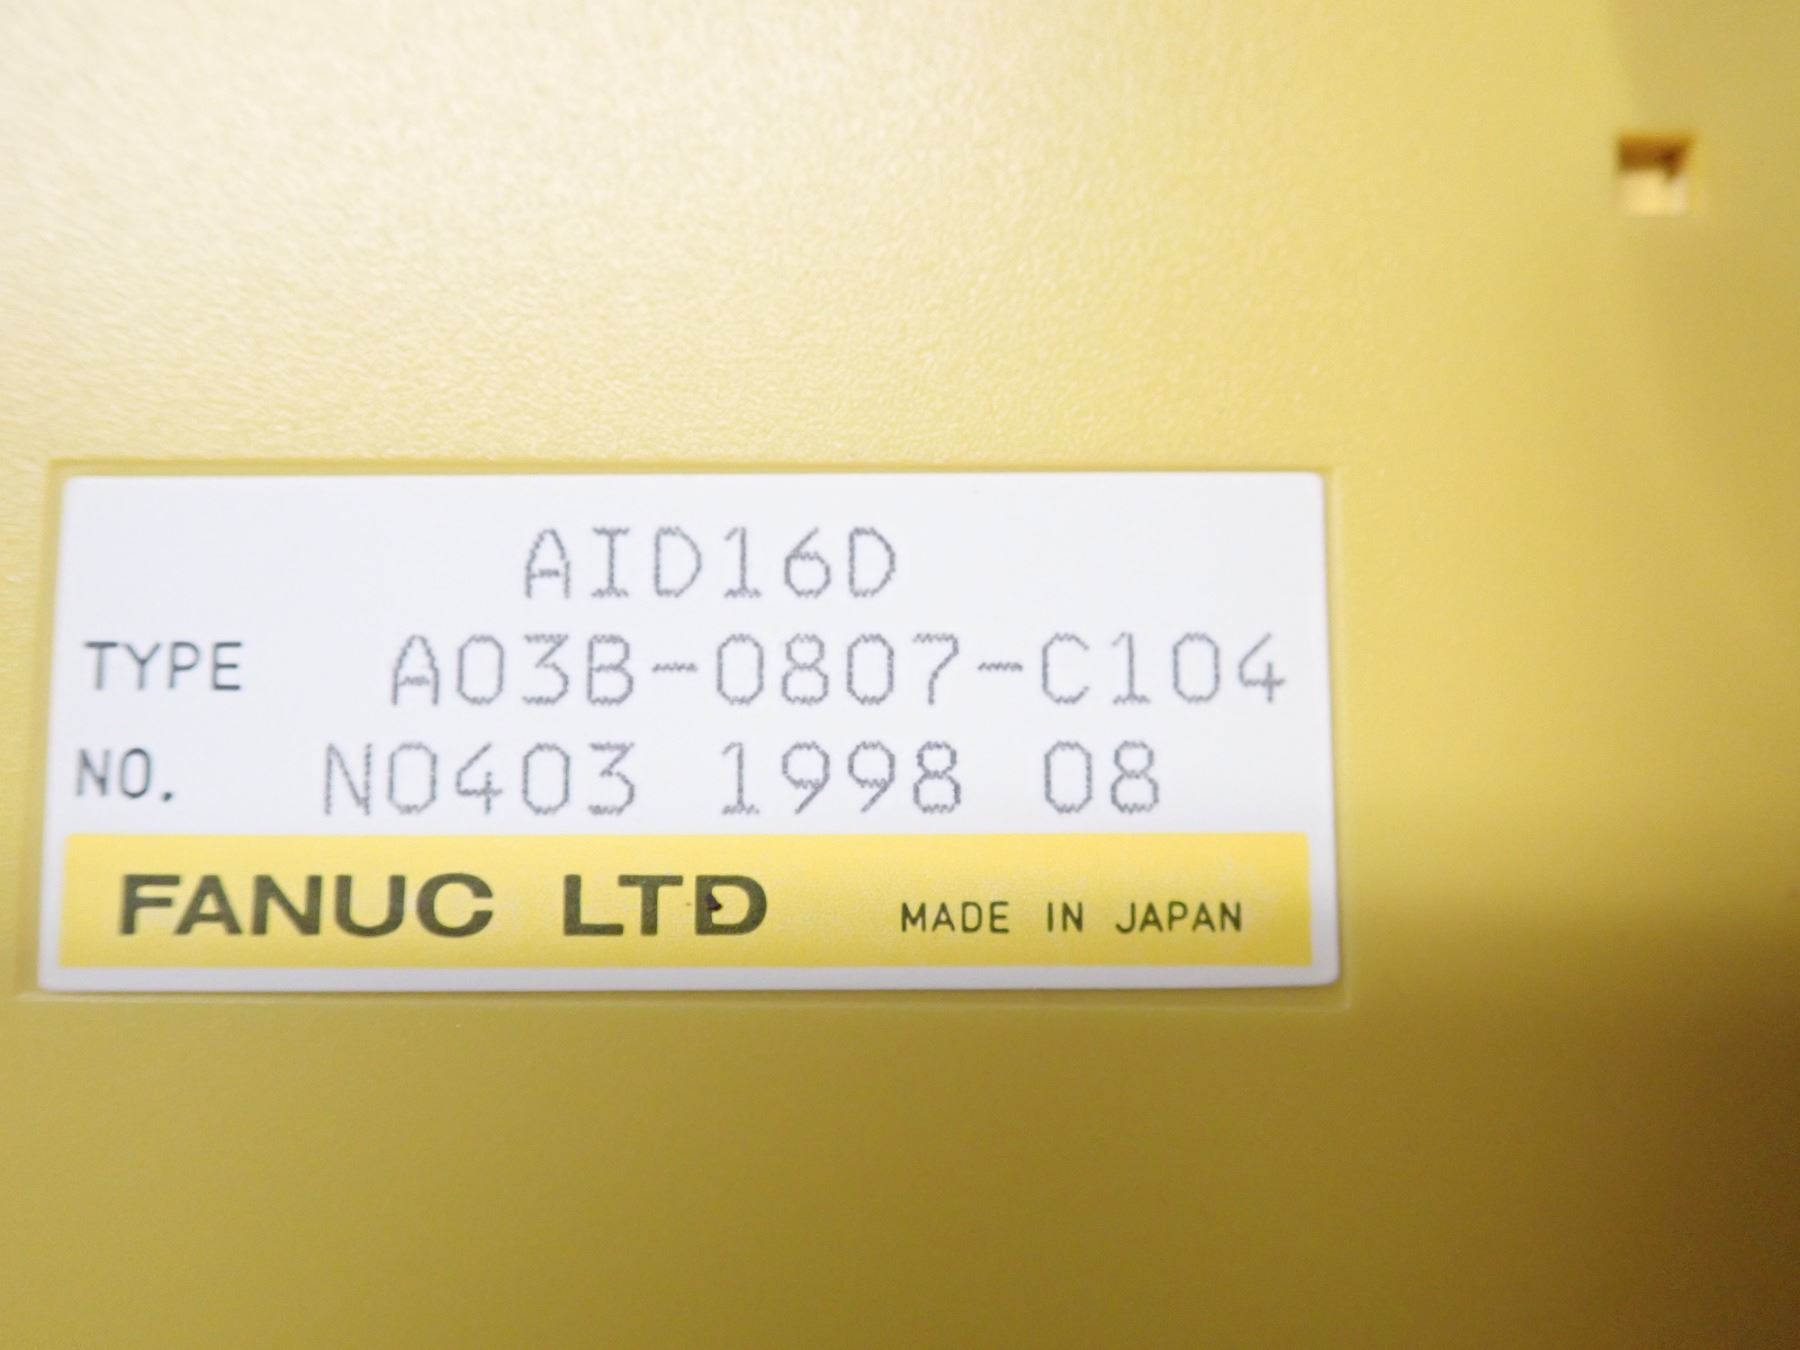 AID16D
TYPE A03B-0807-C104
NO. N0403 1998 08
FANUC LTD MADE IN JAPAN